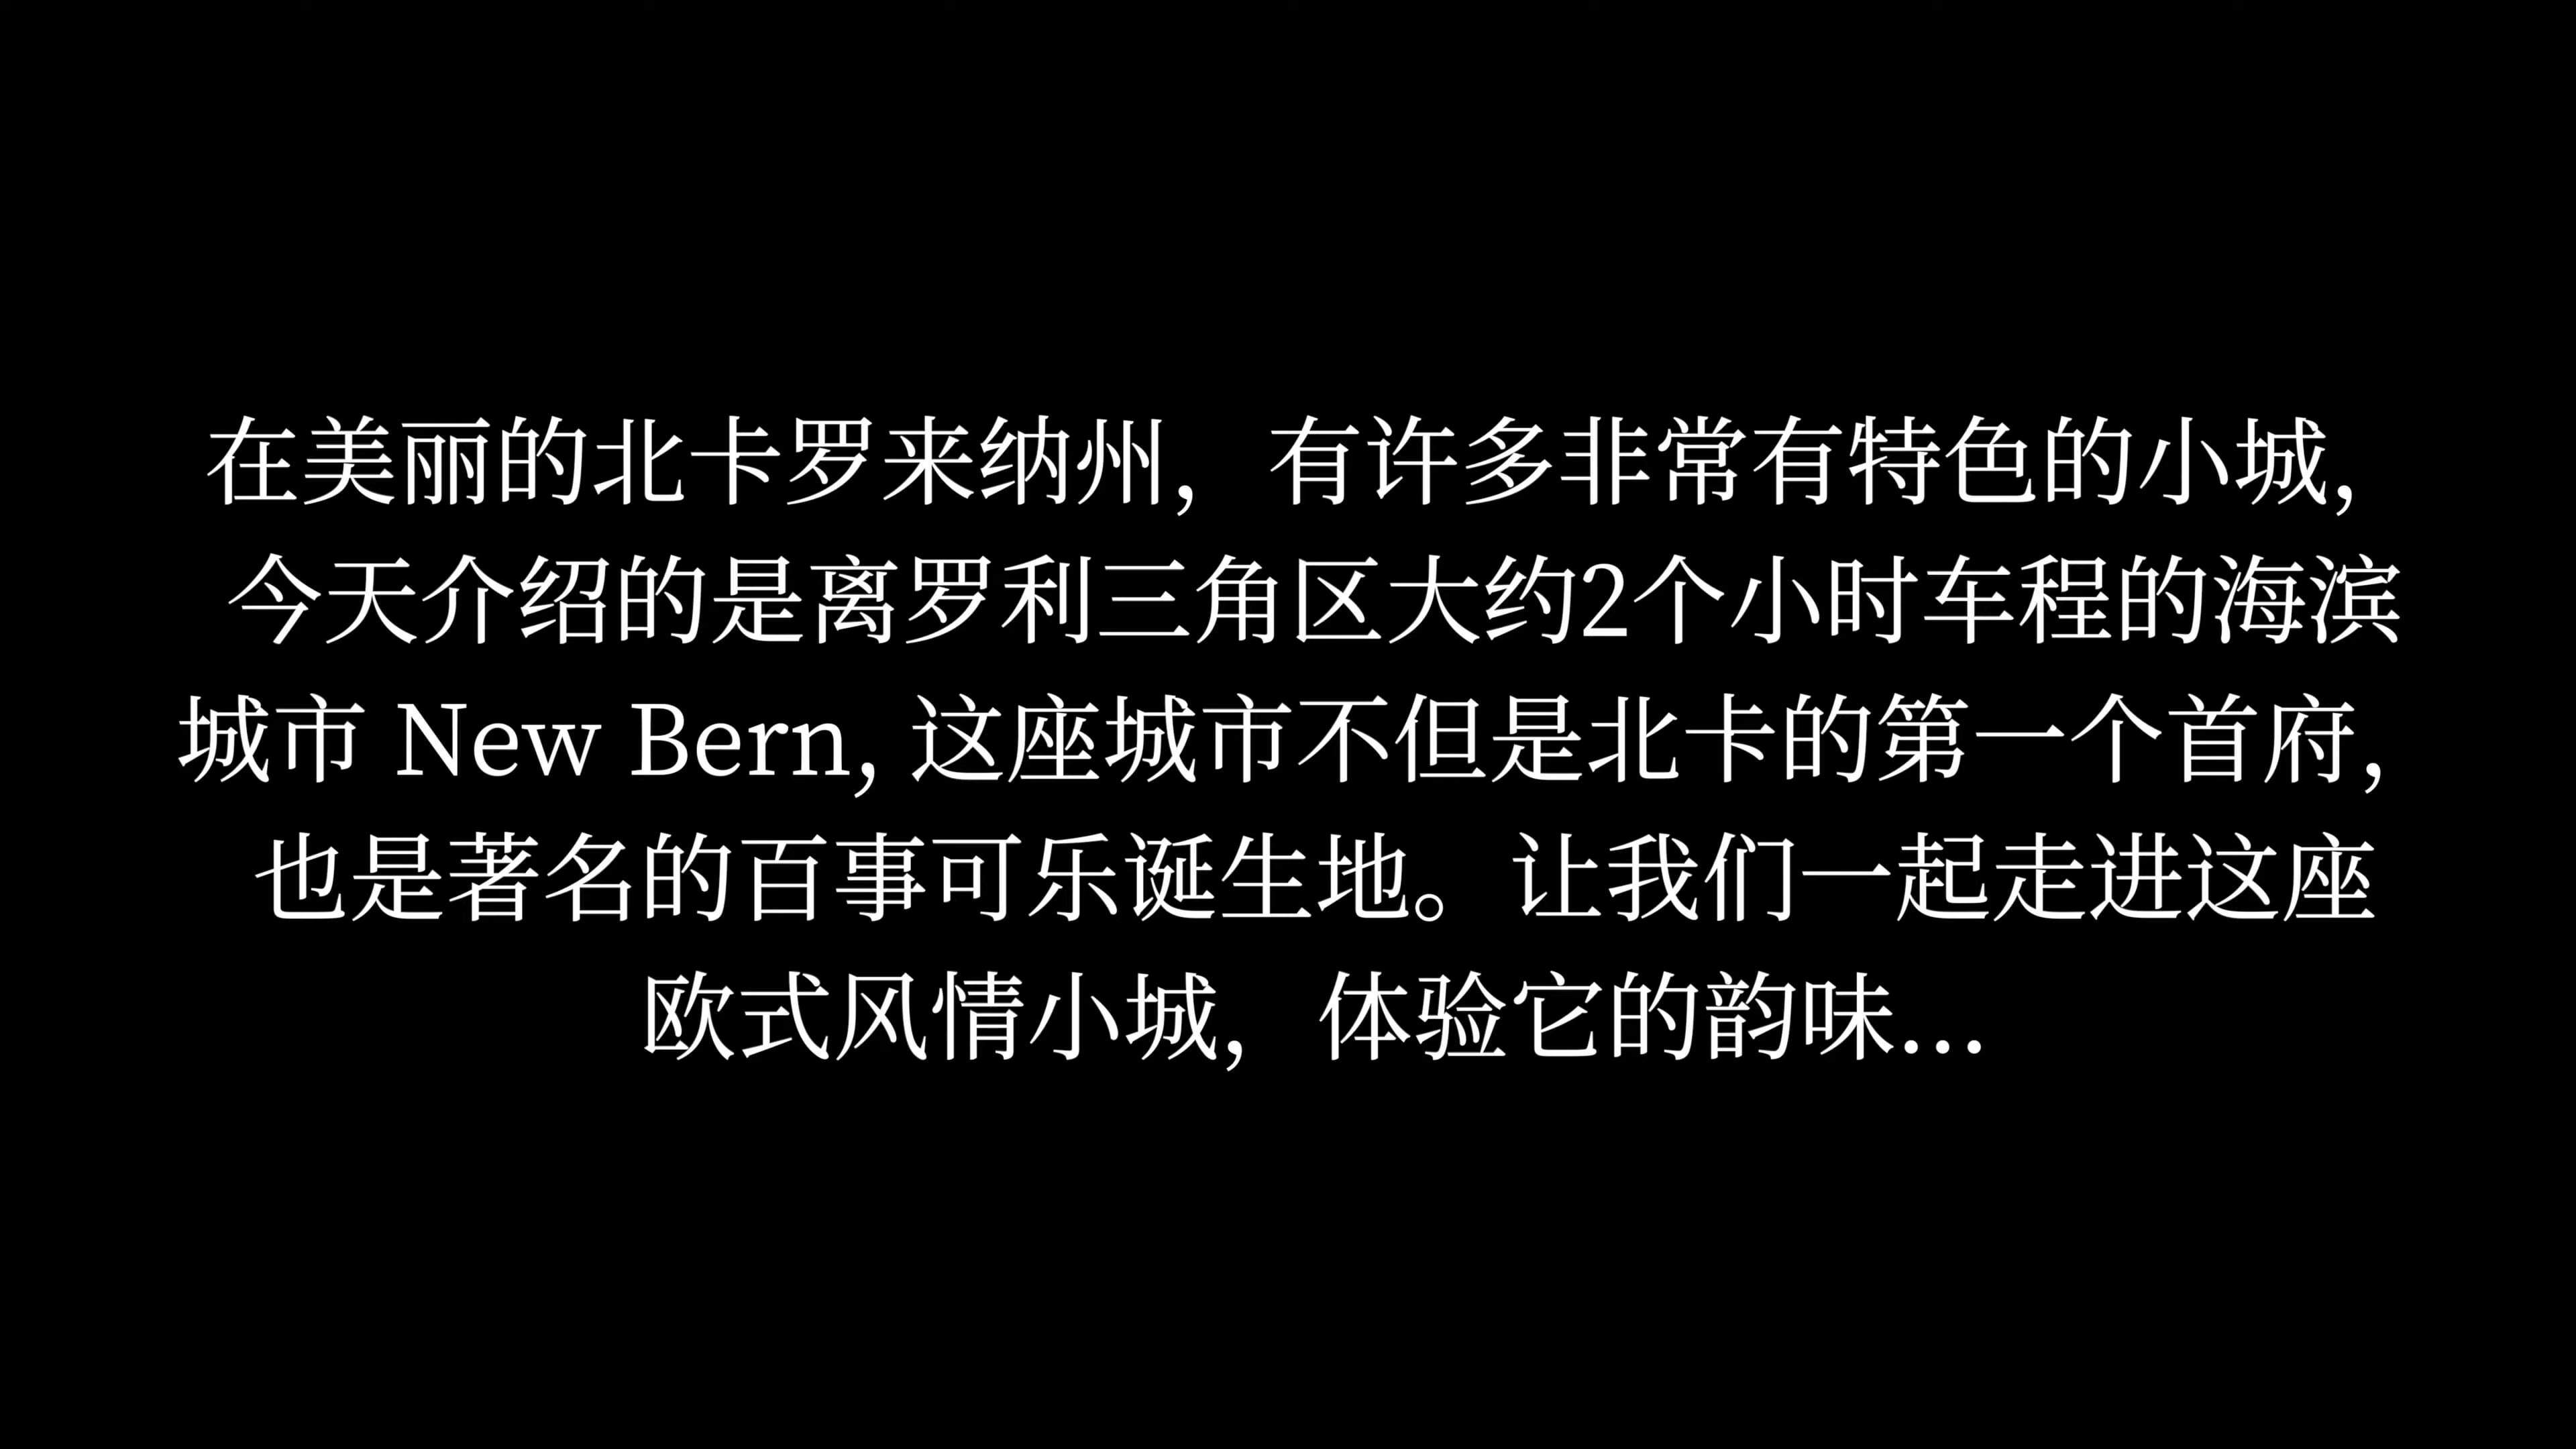 在美丽的北卡罗来纳州，有许多非常有特色的小城，
今天介绍的是离罗利三角区大约2个小时车程的海滨
城市 New Bern, 这座城市不但是北卡的第一个首府，
也是著名的百事可乐诞生地。让我们一起走进这座
欧式风情小城，体验它的韵味...